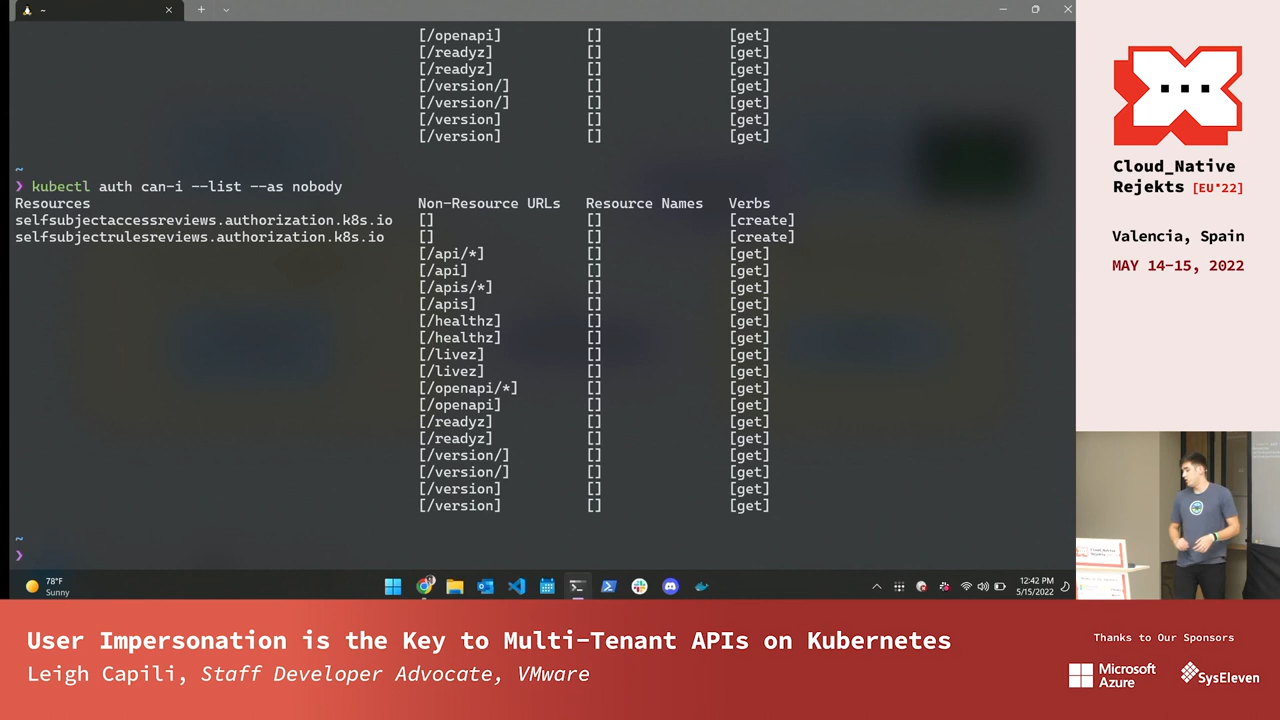 ~
[/openapi] [] [get]
[/readyz] [] [get]
[/readyz] [] [get]
[/version/] [] [get]
[/version/] [] [get]
[/version] [] [get]
[/version] [] [get]
~
❯ kubectl auth can-i --list --as nobody
Resources Non-Resource URLs Resource Names Verbs
selfsubjectaccessreviews.authorization.k8s.io [] [] [create]
selfsubjectrulesreviews.authorization.k8s.io [] [] [create]
[/api/*] [] [get]
[/api] [] [get]
[/apis/*] [] [get]
[/apis] [] [get]
[/healthz] [] [get]
[/healthz] [] [get]
[/livez] [] [get]
[/livez] [] [get]
[/openapi/*] [] [get]
[/openapi] [] [get]
[/readyz] [] [get]
[/readyz] [] [get]
[/version/] [] [get]
[/version/] [] [get]
[/version] [] [get]
[/version] [] [get]
~
❯
78°F
Sunny
12:42 PM
5/15/2022
Cloud_Native
Rejekts [EU*22]
Valencia, Spain
MAY 14-15, 2022
User Impersonation is the Key to Multi-Tenant APIs on Kubernetes
Leigh Capili, Staff Developer Advocate, VMware
Thanks to Our Sponsors
Microsoft
Azure
SysEleven